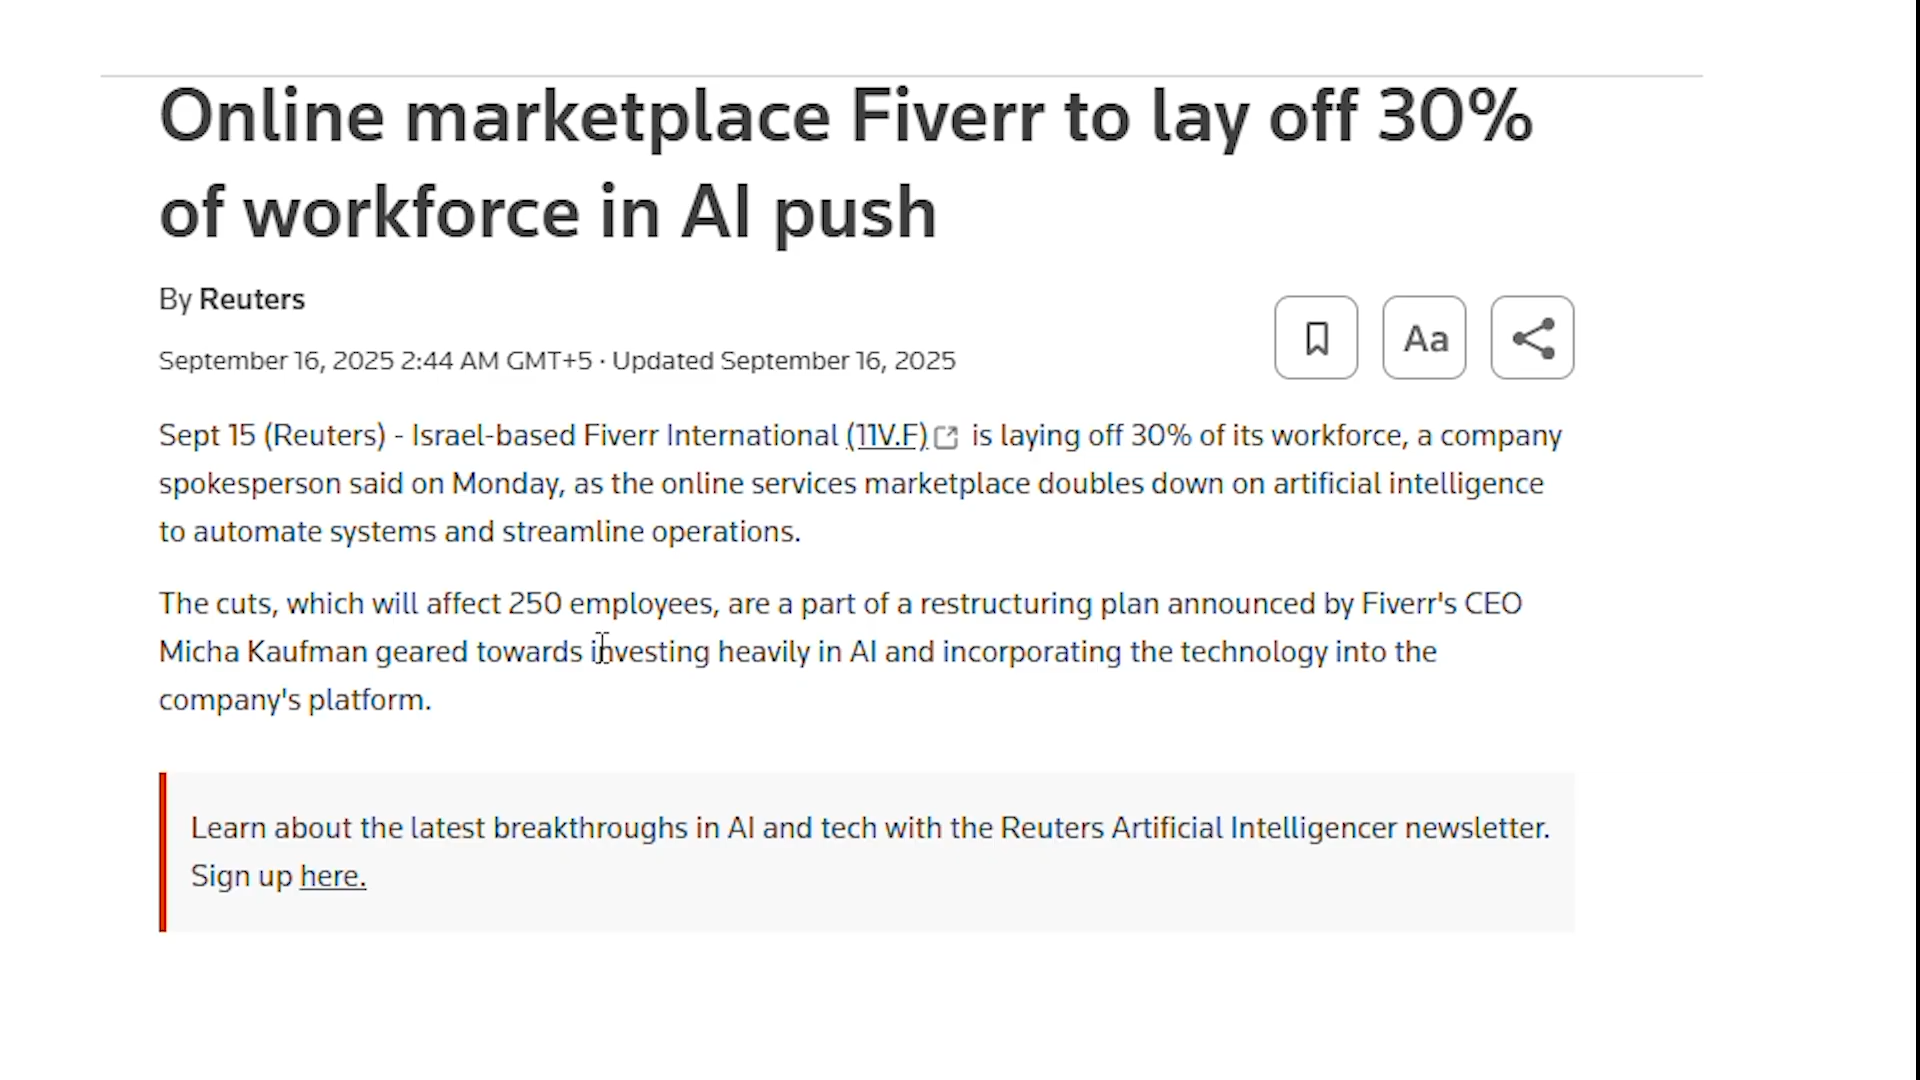 Online marketplace Fiverr to lay off 30%
of workforce in AI push
By Reuters
September 16, 2025 2:44 AM GMT+5 · Updated September 16, 2025
Aa
Sept 15 (Reuters) - Israel-based Fiverr International (11V.F) is laying off 30% of its workforce, a company
spokesperson said on Monday, as the online services marketplace doubles down on artificial intelligence
to automate systems and streamline operations.
The cuts, which will affect 250 employees, are a part of a restructuring plan announced by Fiverr's CEO
Micha Kaufman geared towards investing heavily in AI and incorporating the technology into the
company's platform.
Learn about the latest breakthroughs in AI and tech with the Reuters Artificial Intelligencer newsletter.
Sign up here.